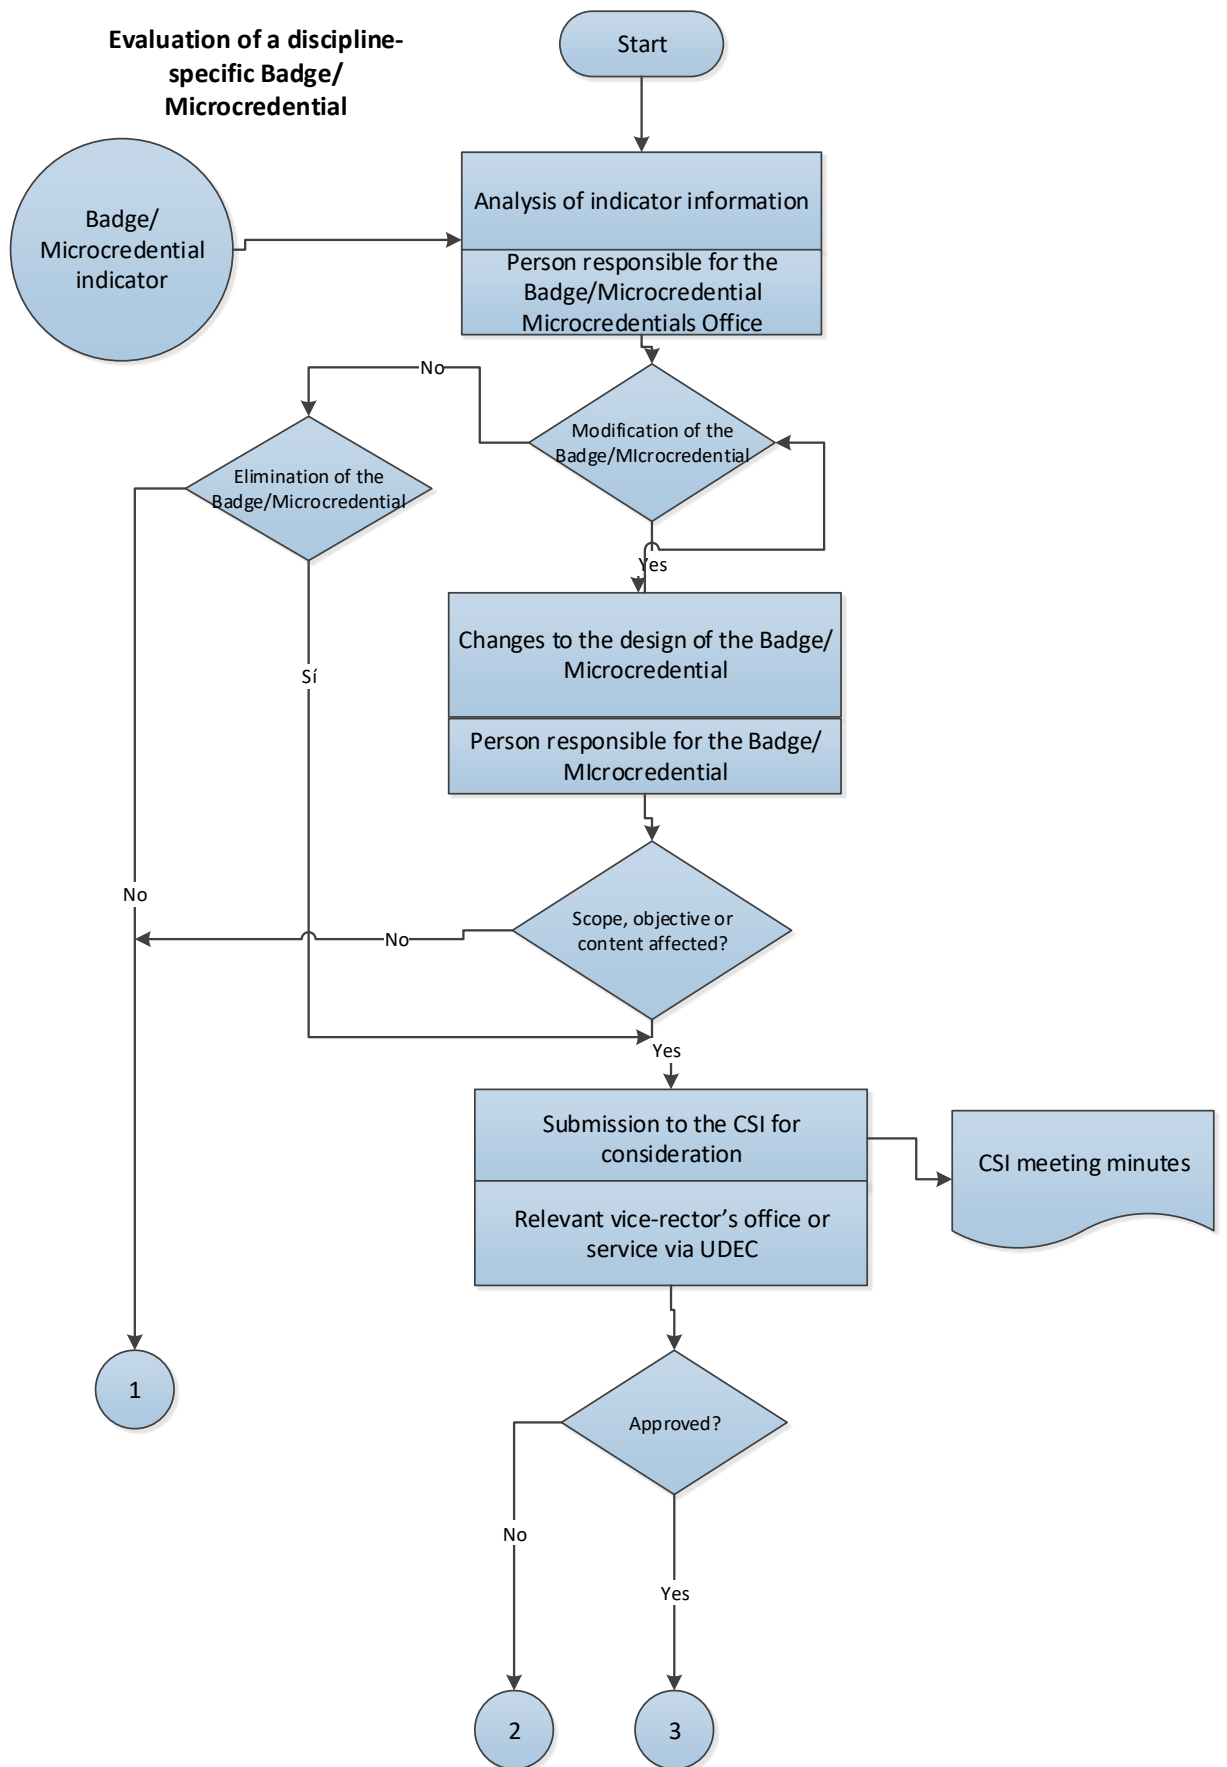 Evaluation of a discipline-
specific Badge/
Microcredential
Start
Badge/
Microcredential
indicator
Analysis of indicator information
Person responsible for the
Badge/Microcredential
Microcredentials Office
No
Modification of the
Badge/MIcrocredential
Elimination of the
Badge/Microcredential
Yes
Changes to the design of the Badge/
Microcredential
Sí
Person responsible for the Badge/
MIcrocredential
No
Scope, objective or
content affected?
No
Yes
Submission to the CSI for
consideration
CSI meeting minutes
Relevant vice-rector’s office or
service via UDEC
1
Approved?
No
Yes
2
3